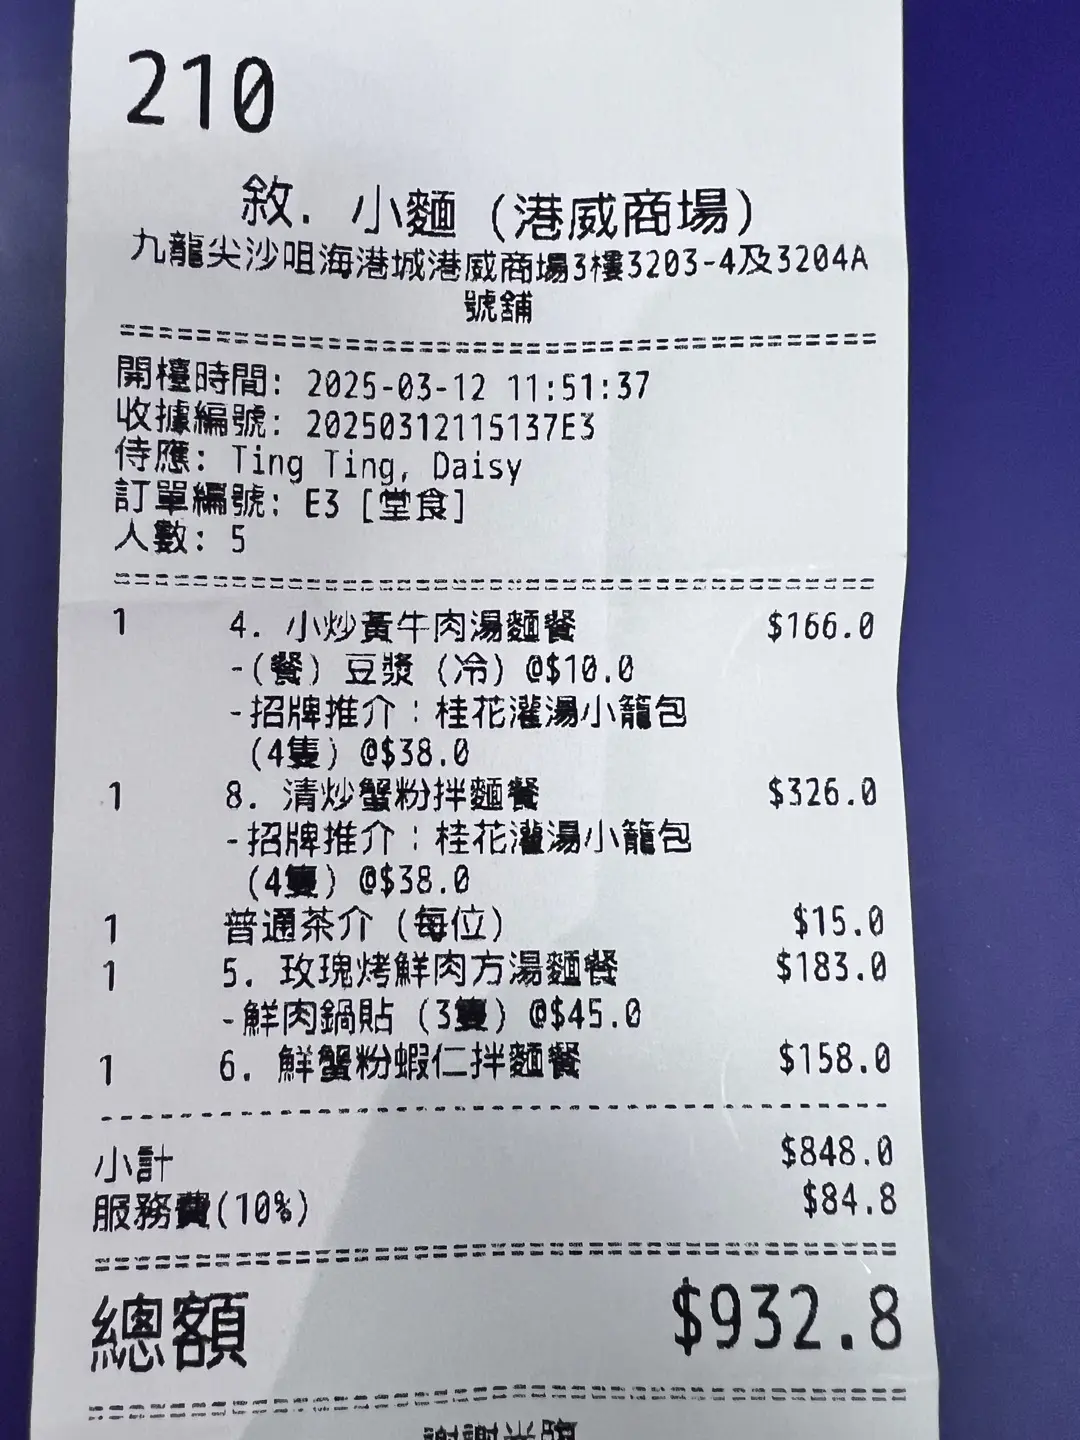 210
敘. 小麵 (港威商場)
九龍尖沙咀海港城港威商場3樓3203-4及3204A
號舖
開檯時間: 2025-03-12 11:51:37
收據編號: 20250312115137E3
侍應: Ting Ting, Daisy
訂單編號: E3 [堂食]
人數: 5
1 4. 小炒黃牛肉湯麵餐 $166.0
-(餐) 豆漿 (冷) @$10.0
-招牌推介：桂花灌湯小籠包
(4隻) @$38.0
1 8. 清炒蟹粉拌麵餐 $326.0
-招牌推介：桂花灌湯小籠包
(4隻) @$38.0
1 普通茶介 (每位) $15.0
1 5. 玫瑰烤鮮肉方湯麵餐 $183.0
-鮮肉鍋貼 (3隻) @$45.0
1 6. 鮮蟹粉蝦仁拌麵餐 $158.0
小計 $848.0
服務費(10%) $84.8
總額 $932.8